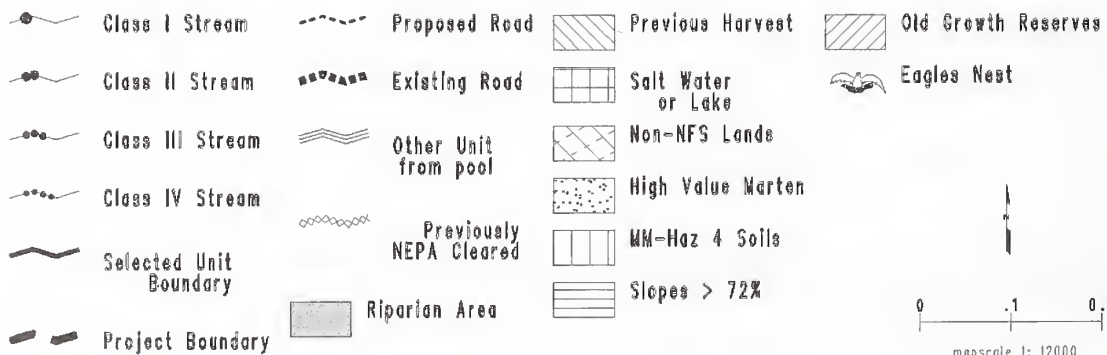 Class I Stream
Class II Stream
Class III Stream
Class IV Stream
Selected Unit
Boundary
Project Boundary
Proposed Road
Existing Road
Other Unit
from pool
Previously
NEPA Cleared
Riparian Area
Previous Harvest
Salt Water
or Lake
Non-NFS Lands
High Value Marten
MM-Haz 4 Soils
Slopes > 72%
Old Growth Reserves
Eagles Nest
N
0 .1 0.
mapscale 1: 12000